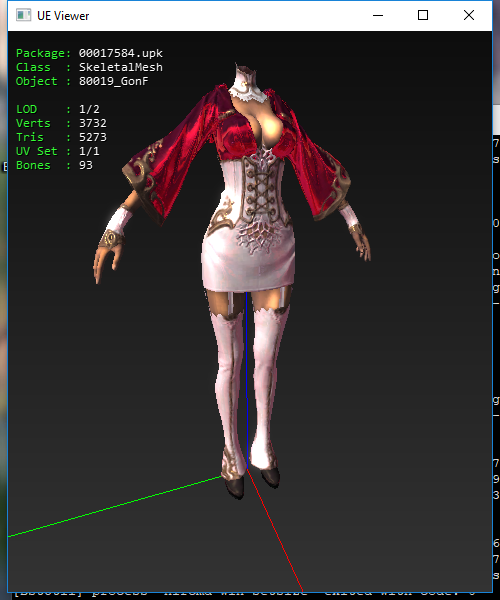 UE Viewer
Package: 00017584.upk
Class : SkeletalMesh
Object : 80019_GonF
LOD : 1/2
Verts : 3732
Tris : 5273
UV Set : 1/1
Bones : 93